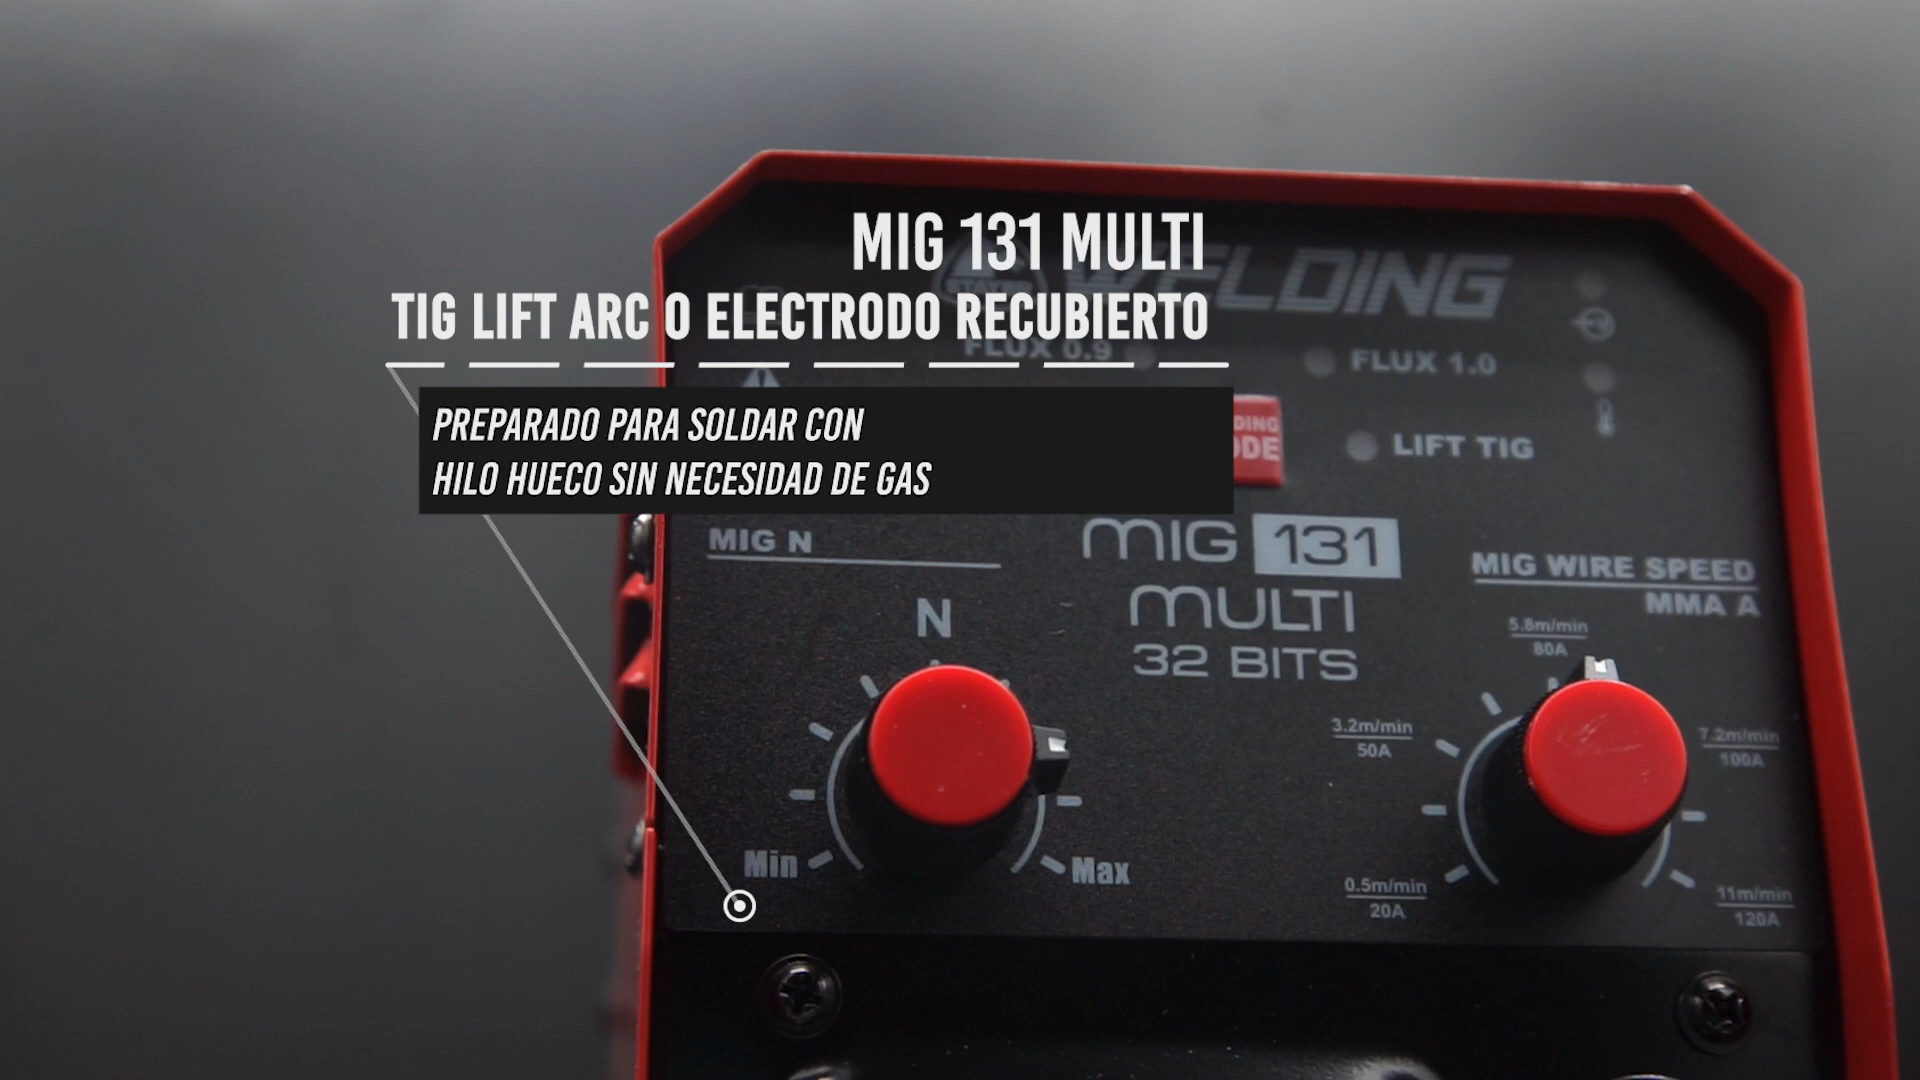 MIG 131 MULTI
TIG LIFT ARC O ELECTRODO RECUBIERTO
PREPARADO PARA SOLDAR CON
HILO HUECO SIN NECESIDAD DE GAS
WELDING
FLUX 0.9
FLUX 1.0
LIFT TIG
MIG N
N
Min
Max
MIG 131
MULTI
32 BITS
MIG WIRE SPEED
MMA A
5.8m/min
80A
3.2m/min
50A
7.2m/min
100A
0.5m/min
20A
11m/min
120A